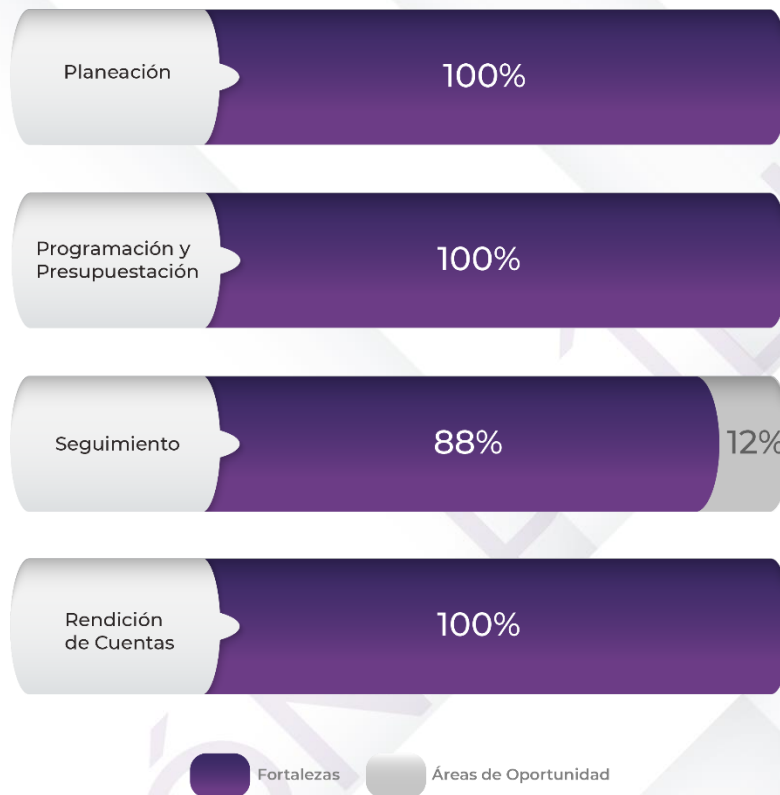 Planeación
100%
Programación y
Presupuestación
100%
Seguimiento
88%
12%
Rendición
de Cuentas
100%
Fortalezas
Áreas de Oportunidad